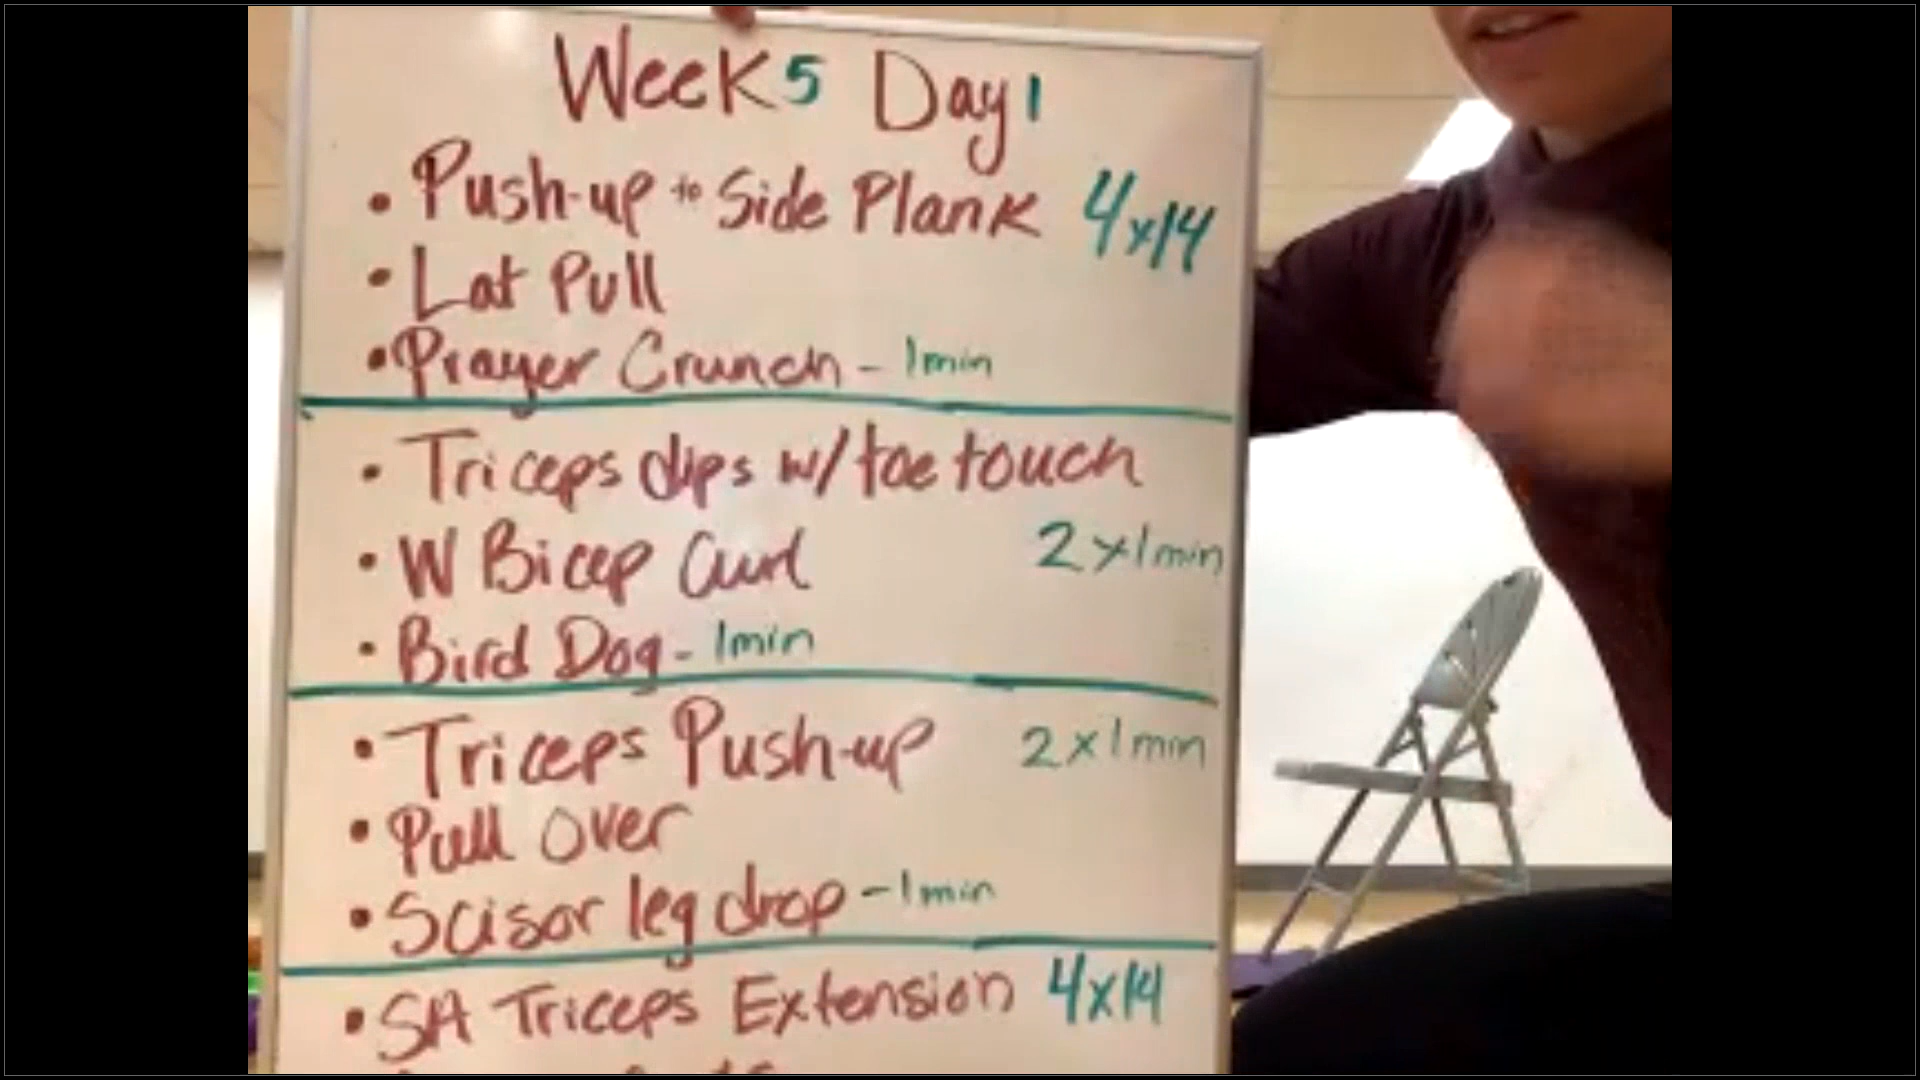 Week 5 Day 1
• Push-up to Side Plank 4x14
• Lat Pull
• Prayer Crunch - 1min
• Triceps dips w/ toe touch
• W Bicep Curl 2x1min
• Bird Dog - 1min
• Triceps Push-up 2x1min
• Pull Over
• Scisor leg drop - 1min
• SA Triceps Extension 4x14